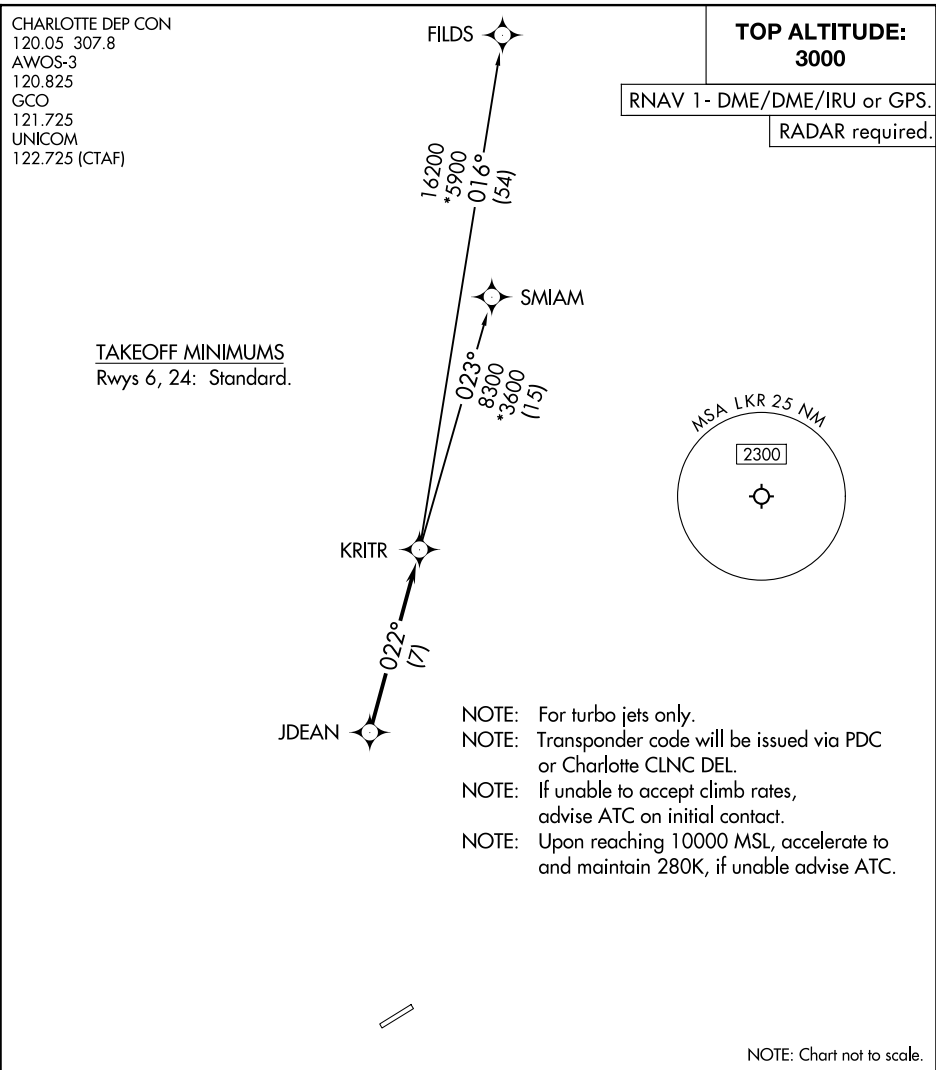 CHARLOTTE DEP CON
120.05 307.8
AWOS-3
120.825
GCO
121.725
UNICOM
122.725 (CTAF)
TOP ALTITUDE:
3000
RNAV 1- DME/DME/IRU or GPS.
RADAR required.
FILDS
16200
*5900
016°
(54)
SMIAM
023°
8300
*3600
(15)
TAKEOFF MINIMUMS
Rwys 6, 24: Standard.
MSA LKR 25 NM
2300
KRITR
022°
(7)
JDEAN
NOTE: For turbo jets only.
NOTE: Transponder code will be issued via PDC
or Charlotte CLNC DEL.
NOTE: If unable to accept climb rates,
advise ATC on initial contact.
NOTE: Upon reaching 10000 MSL, accelerate to
and maintain 280K, if unable advise ATC.
NOTE: Chart not to scale.